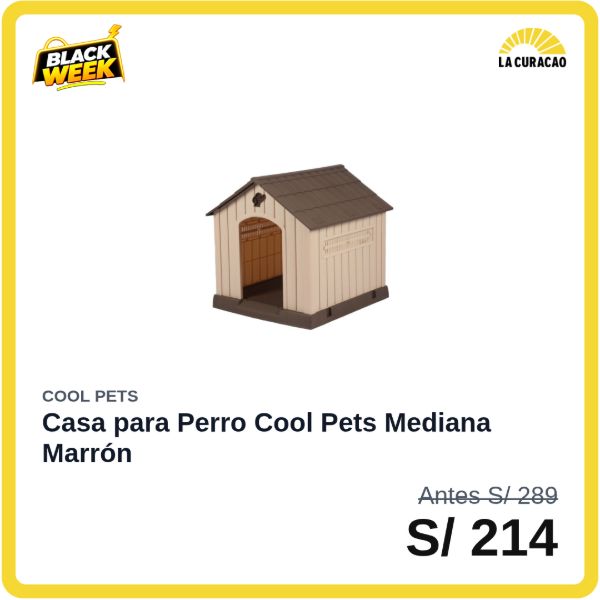 BLACK
WEEK
LA CURACAO
COOL PETS
Casa para Perro Cool Pets Mediana
Marrón
Antes S/ 289
S/ 214